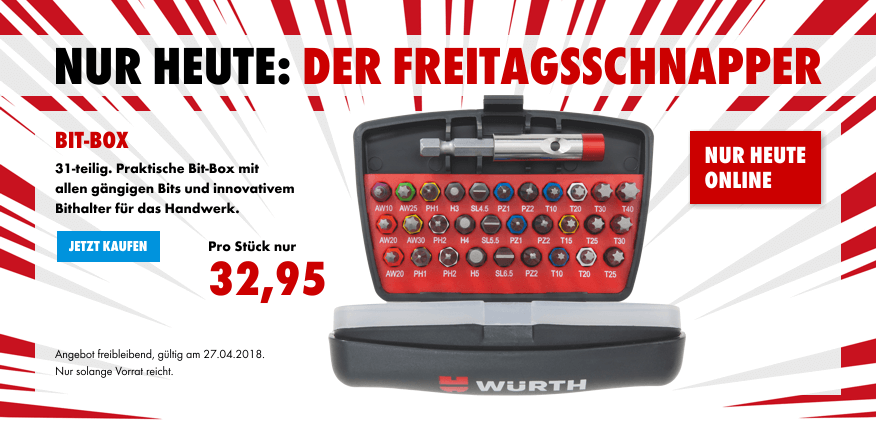 NUR HEUTE: DER FREITAGSSCHNAPPER
BIT-BOX
31-teilig. Praktische Bit-Box mit
allen gängigen Bits und innovativem
Bithalter für das Handwerk.
JETZT KAUFEN
Pro Stück nur
32,95
Angebot freibleibend, gültig am 27.04.2018.
Nur solange Vorrat reicht.
NUR HEUTE
ONLINE
AW10 AW25 PH1 H3 SL4.5 PZ1 PZ2 T10 T20 T30 T40
AW20 AW30 PH2 H4 SL5.5 PZ1 PZ2 T15 T25 T30
AW20 PH1 PH2 H5 SL6.5 PZ2 T10 T20 T25
WÜRTH